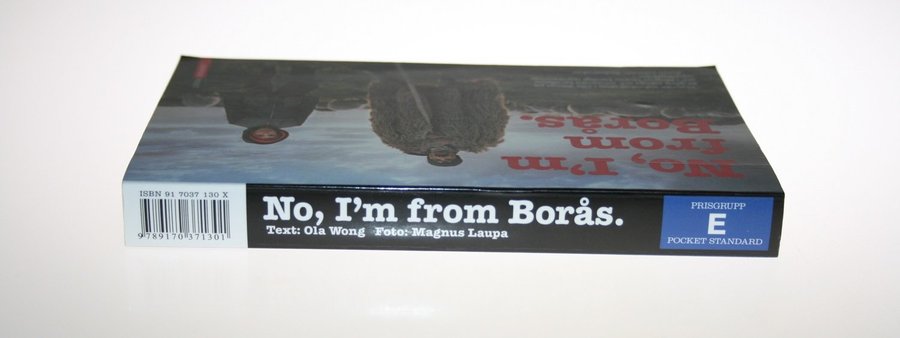 No, I'm
from
Borås.
ISBN 91 7037 130 X
9789170371301
No, I'm from Borås.
Text: Ola Wong Foto: Magnus Laupa
PRISGRUPP
E
POCKET STANDARD